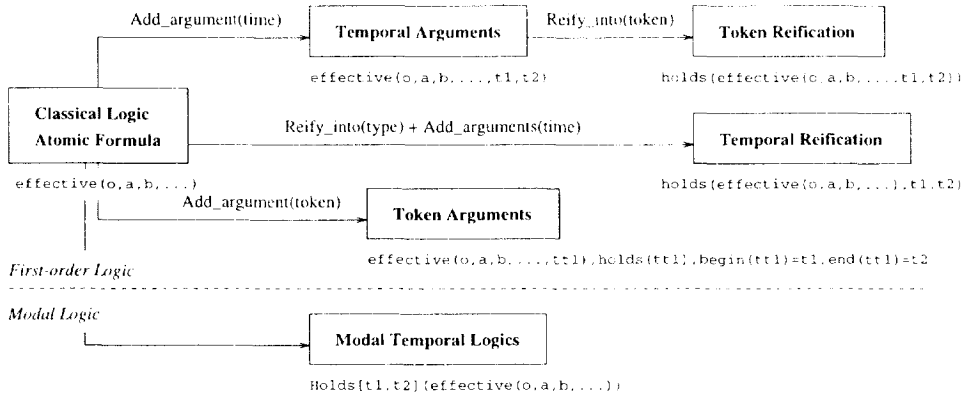 Add_argument(time)
Reify_into(token)
Temporal Arguments
Token Reification
effective(o,a,b,...,t1,t2)
holds(effective(o,a,b,...,t1,t2))
Classical Logic
Atomic Formula
Reify_into(type) + Add_arguments(time)
Temporal Reification
effective(o,a,b,...)
holds(effective(o,a,b,...),t1,t2)
Add_argument(token)
Token Arguments
effective(o,a,b,...,tt1),holds(tt1),begin(tt1)=t1,end(tt1)=t2
First-order Logic
Modal Logic
Modal Temporal Logics
Holds[t1,t2](effective(o,a,b,...))